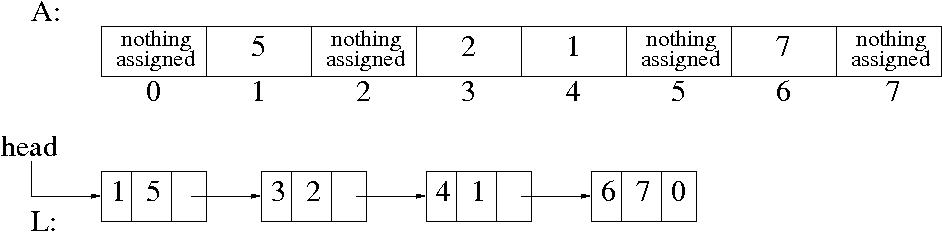 A:
nothing assigned 5 nothing assigned 2 1 nothing assigned 7 nothing assigned
0 1 2 3 4 5 6 7
head
1 5 3 2 4 1 6 7 0
L: